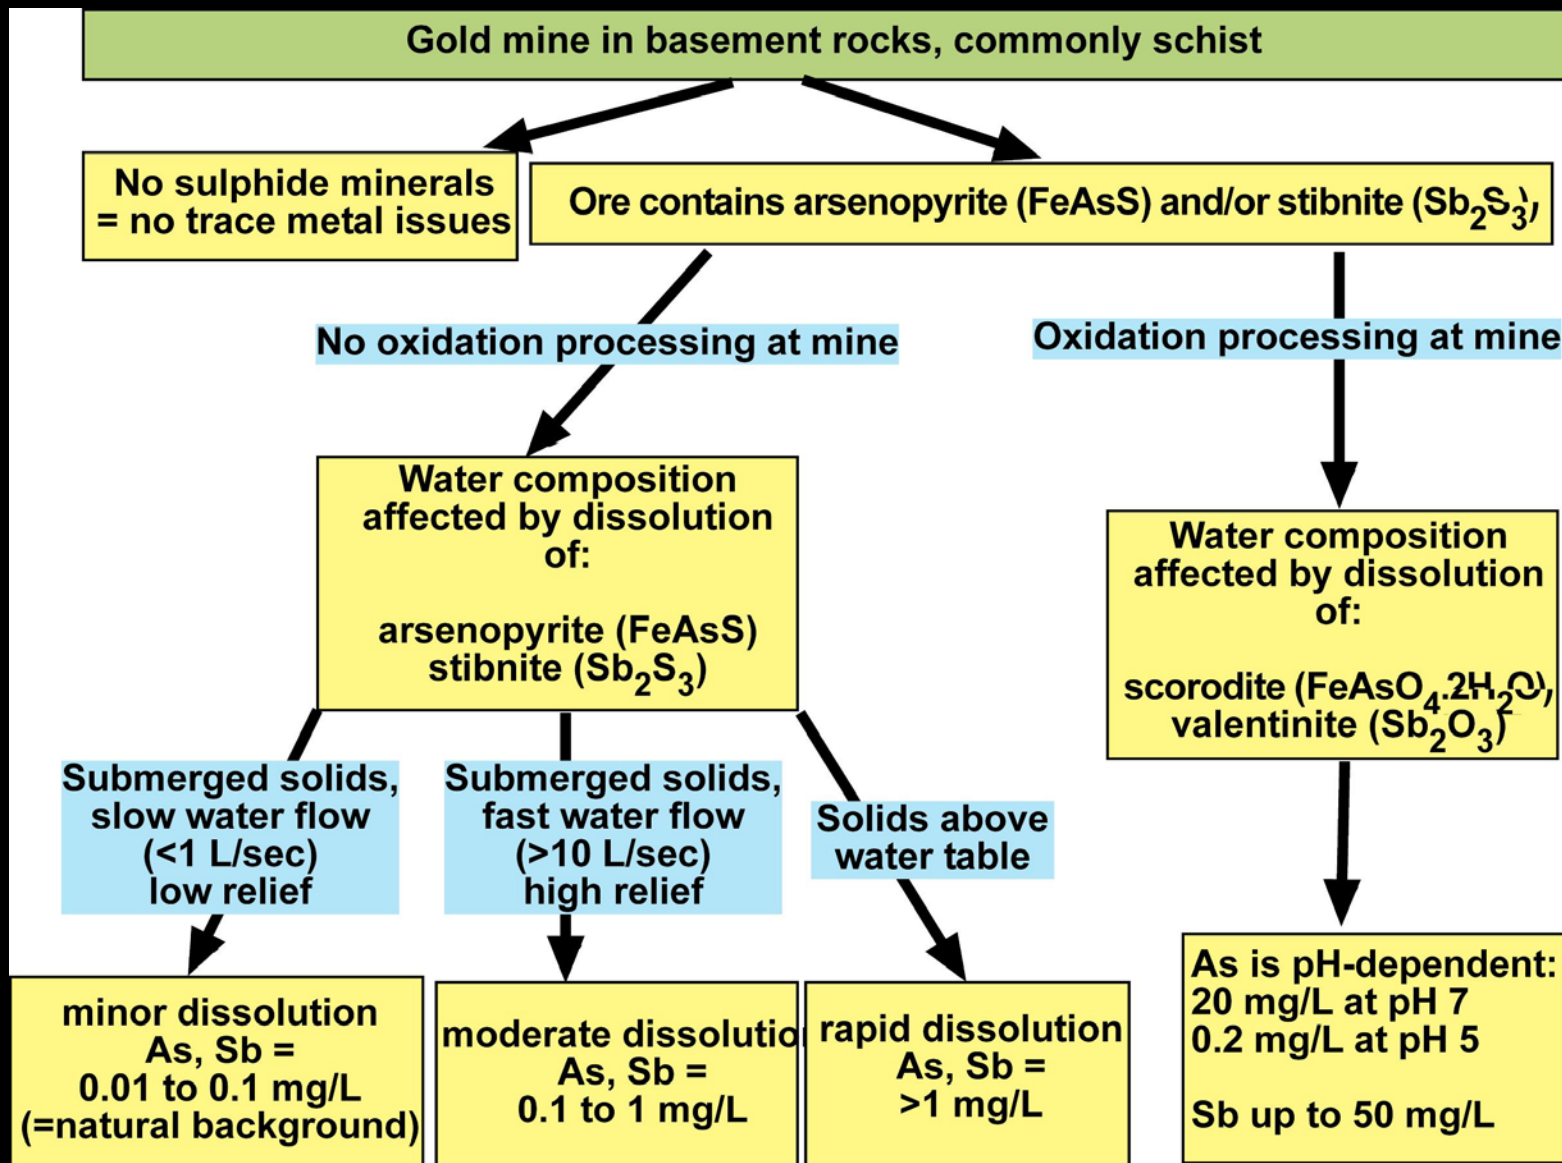 Gold mine in basement rocks, commonly schist
No sulphide minerals
= no trace metal issues
Ore contains arsenopyrite (FeAsS) and/or stibnite (Sb₂S₃),
No oxidation processing at mine
Oxidation processing at mine
Water composition
affected by dissolution
of:
arsenopyrite (FeAsS)
stibnite (Sb₂S₃)
Water composition
affected by dissolution
of:
scorodite (FeAsO₄.2H₂O),
valentinite (Sb₂O₃)
Submerged solids,
slow water flow
(<1 L/sec)
low relief
Submerged solids,
fast water flow
(>10 L/sec)
high relief
Solids above
water table
minor dissolution
As, Sb =
0.01 to 0.1 mg/L
(=natural background)
moderate dissolution
As, Sb =
0.1 to 1 mg/L
rapid dissolution
As, Sb =
>1 mg/L
As is pH-dependent:
20 mg/L at pH 7
0.2 mg/L at pH 5
Sb up to 50 mg/L